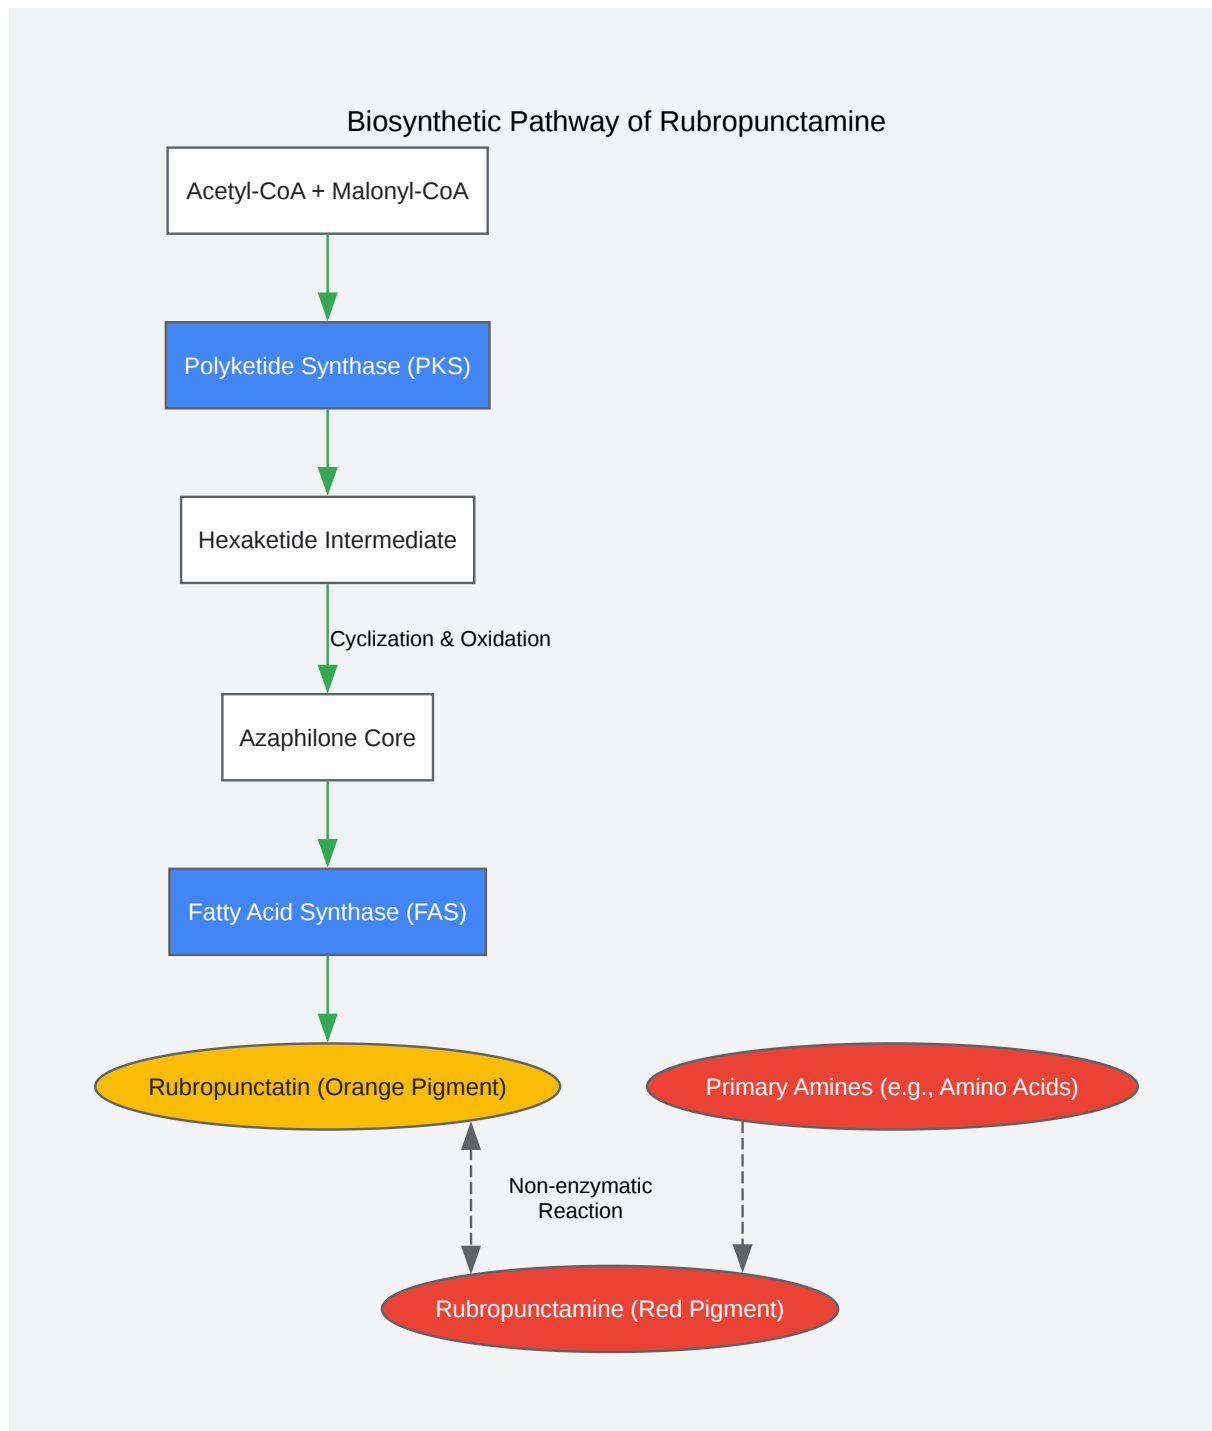 Biosynthetic Pathway of Rubropunctamine
Acetyl-CoA + Malonyl-CoA
Polyketide Synthase (PKS)
Hexaketide Intermediate
Cyclization & Oxidation
Azaphilone Core
Fatty Acid Synthase (FAS)
Rubropunctatin (Orange Pigment)
Primary Amines (e.g., Amino Acids)
Non-enzymatic
Reaction
Rubropunctamine (Red Pigment)